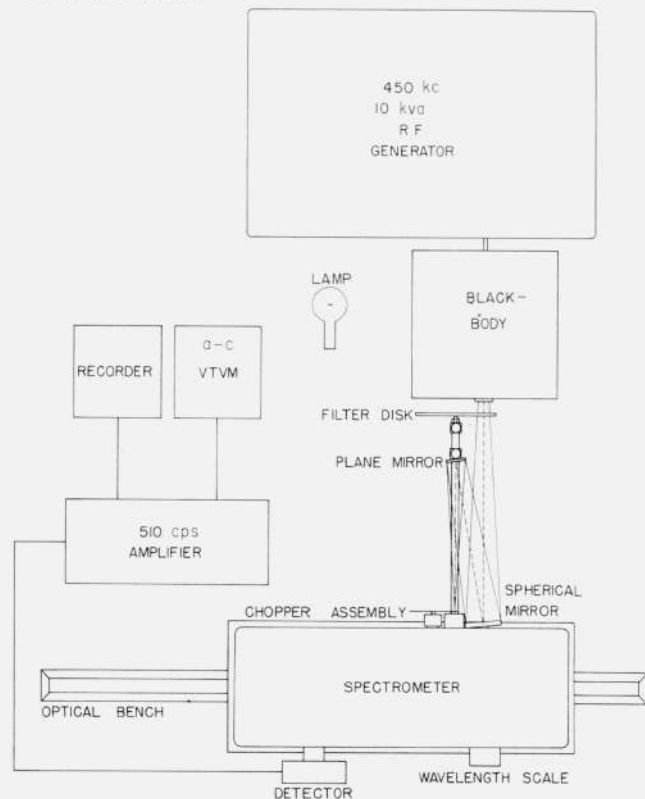 450 kc
10 kva
R F
GENERATOR
LAMP
BLACK-
BODY
RECORDER
a-c
VTVM
FILTER DISK
PLANE MIRROR
510 cps
AMPLIFIER
SPHERICAL
MIRROR
CHOPPER ASSEMBLY
SPECTROMETER
OPTICAL BENCH
WAVELENGTH SCALE
DETECTOR